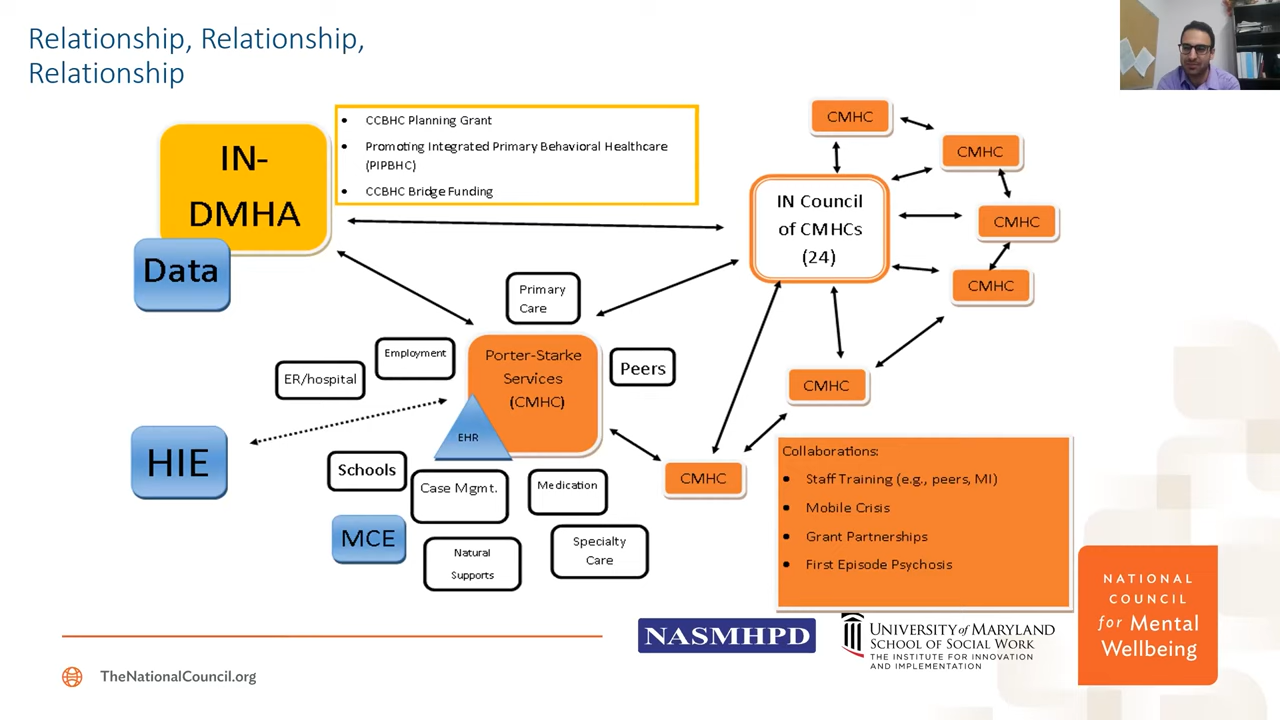 Relationship, Relationship,
Relationship
IN-
DMHA
Data
CCBHC Planning Grant
Promoting Integrated Primary Behavioral Healthcare
(PIPBHC)
CCBHC Bridge Funding
IN Council
of CMHCs
(24)
CMHC
CMHC
CMHC
CMHC
CMHC
CMHC
Primary
Care
Employment
ER/hospital
Porter-Starke
Services
(CMHC)
EHR
Peers
HIE
Schools
Case Mgmt.
Medication
MCE
Natural
Supports
Specialty
Care
Collaborations:
Staff Training (e.g., peers, MI)
Mobile Crisis
Grant Partnerships
First Episode Psychosis
NATIONAL
COUNCIL
for Mental
Wellbeing
NASMHPD
UNIVERSITY of MARYLAND
SCHOOL OF SOCIAL WORK
THE INSTITUTE FOR INNOVATION
AND IMPLEMENTATION
TheNationalCouncil.org